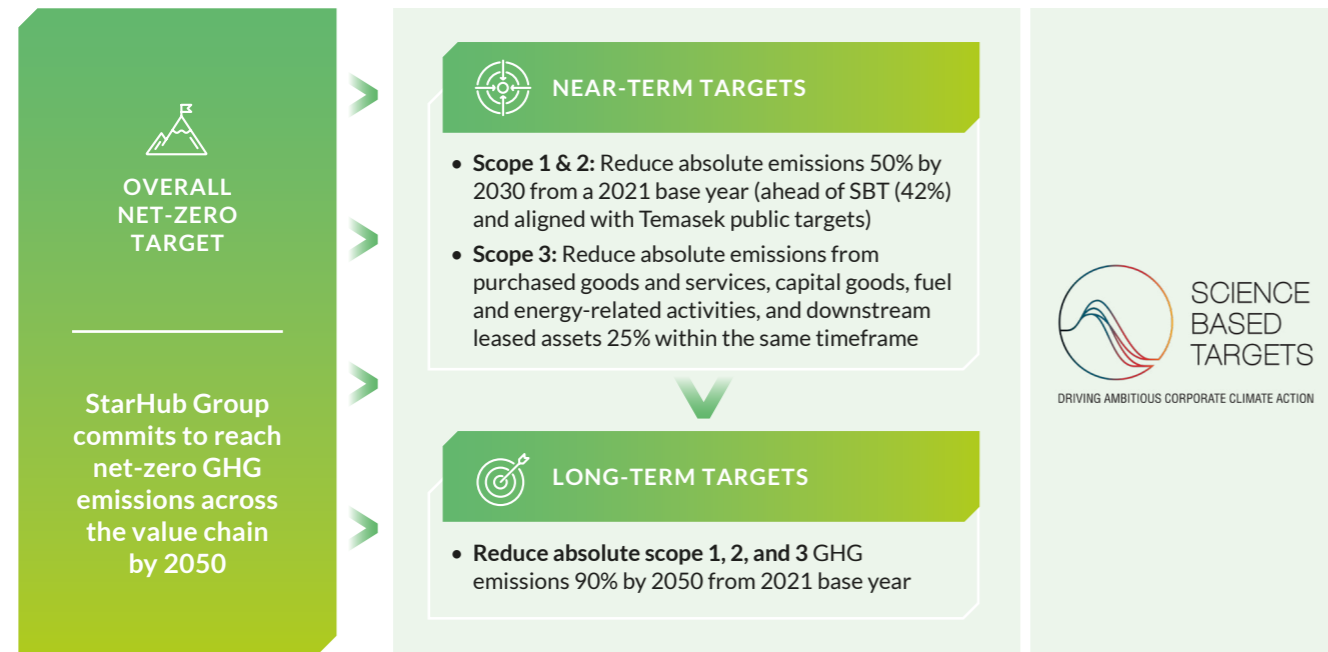 OVERALL
NET-ZERO
TARGET
StarHub Group
commits to reach
net-zero GHG
emissions across
the value chain
by 2050
NEAR-TERM TARGETS
• Scope 1 & 2: Reduce absolute emissions 50% by
2030 from a 2021 base year (ahead of SBT (42%)
and aligned with Temasek public targets)
• Scope 3: Reduce absolute emissions from
purchased goods and services, capital goods, fuel
and energy-related activities, and downstream
leased assets 25% within the same timeframe
LONG-TERM TARGETS
• Reduce absolute scope 1, 2, and 3 GHG
emissions 90% by 2050 from 2021 base year
SCIENCE
BASED
TARGETS
DRIVING AMBITIOUS CORPORATE CLIMATE ACTION